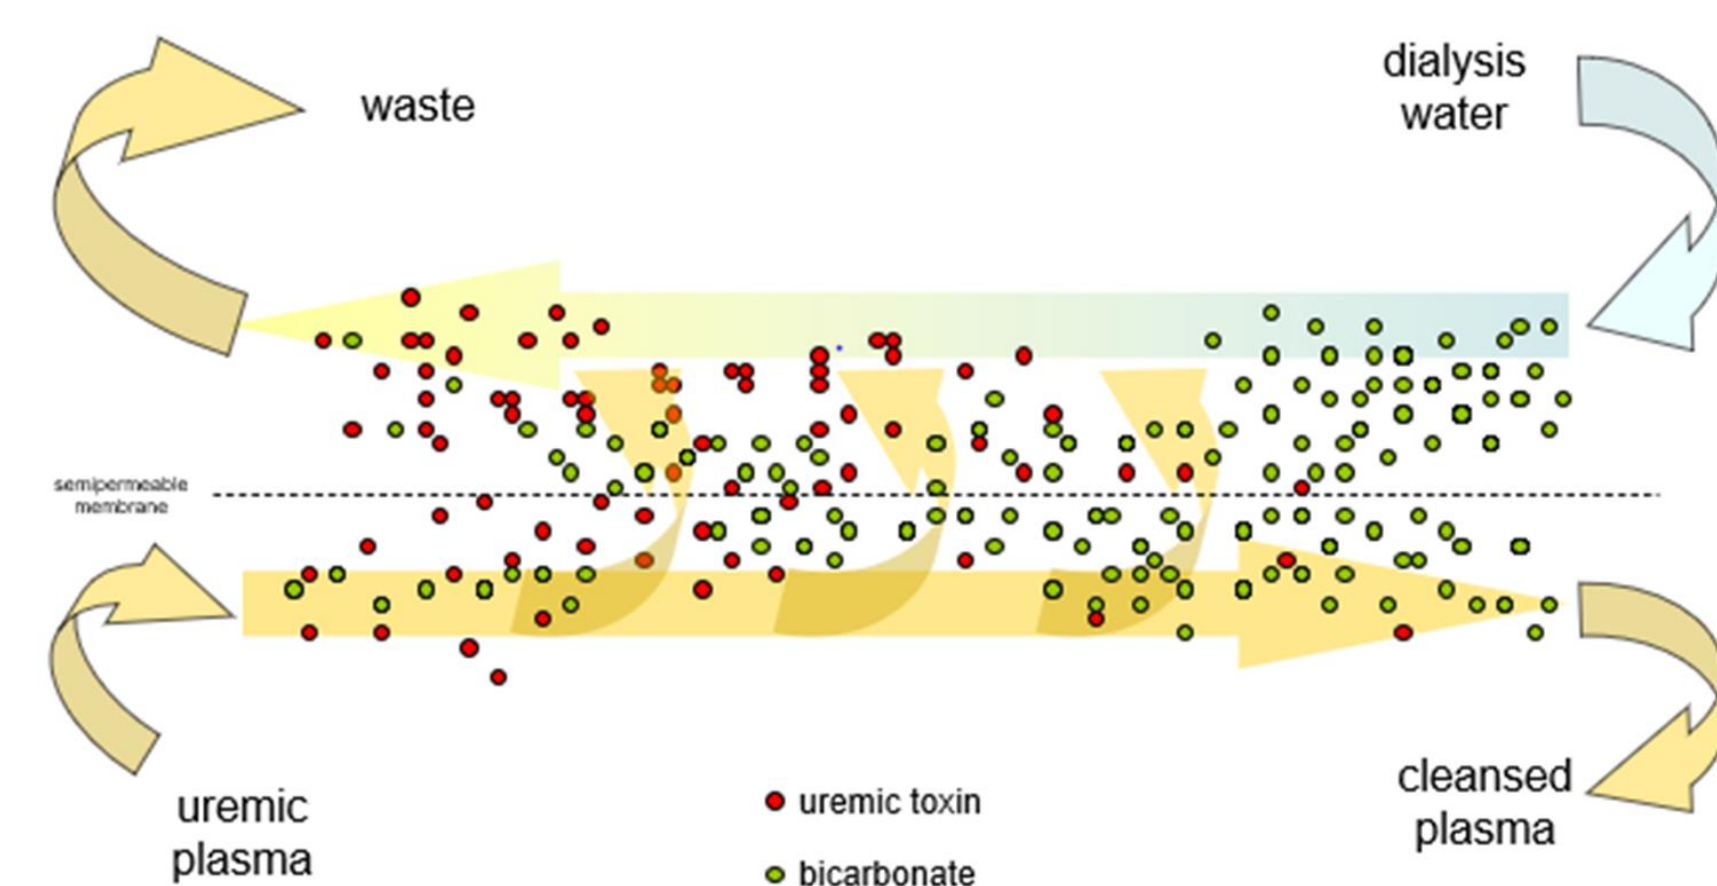 waste
dialysis
water
semipermeable
membrane
uremic
plasma
uremic toxin
bicarbonate
cleansed
plasma